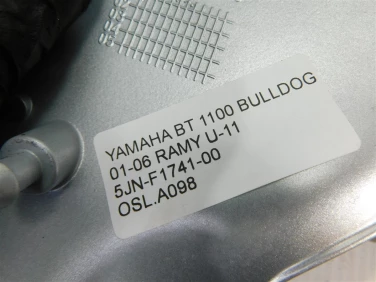 YAMAHA BT 1100 BULLDOG
01-06 RAMY U-11
5JN-F1741-00
OSL.A098